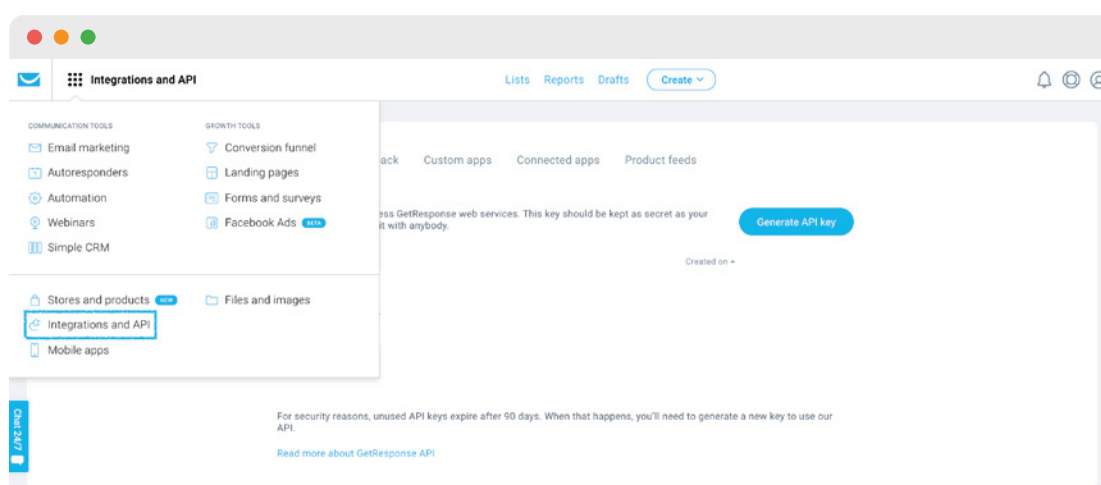 Integrations and API
Lists Reports Drafts Create
COMMUNICATION TOOLS
Email marketing
Autoresponders
Automation
Webinars
Simple CRM
GROWTH TOOLS
Conversion funnel
Landing pages
Forms and surveys
Facebook Ads BETA
Stores and products NEW
Integrations and API
Mobile apps
Files and images
Custom apps Connected apps Product feeds
GetResponse web services. This key should be kept as secret as your
it with anybody.
Generate API key
Created on
For security reasons, unused API keys expire after 90 days. When that happens, you'll need to generate a new key to use our
API.
Read more about GetResponse API
Chat 24/7